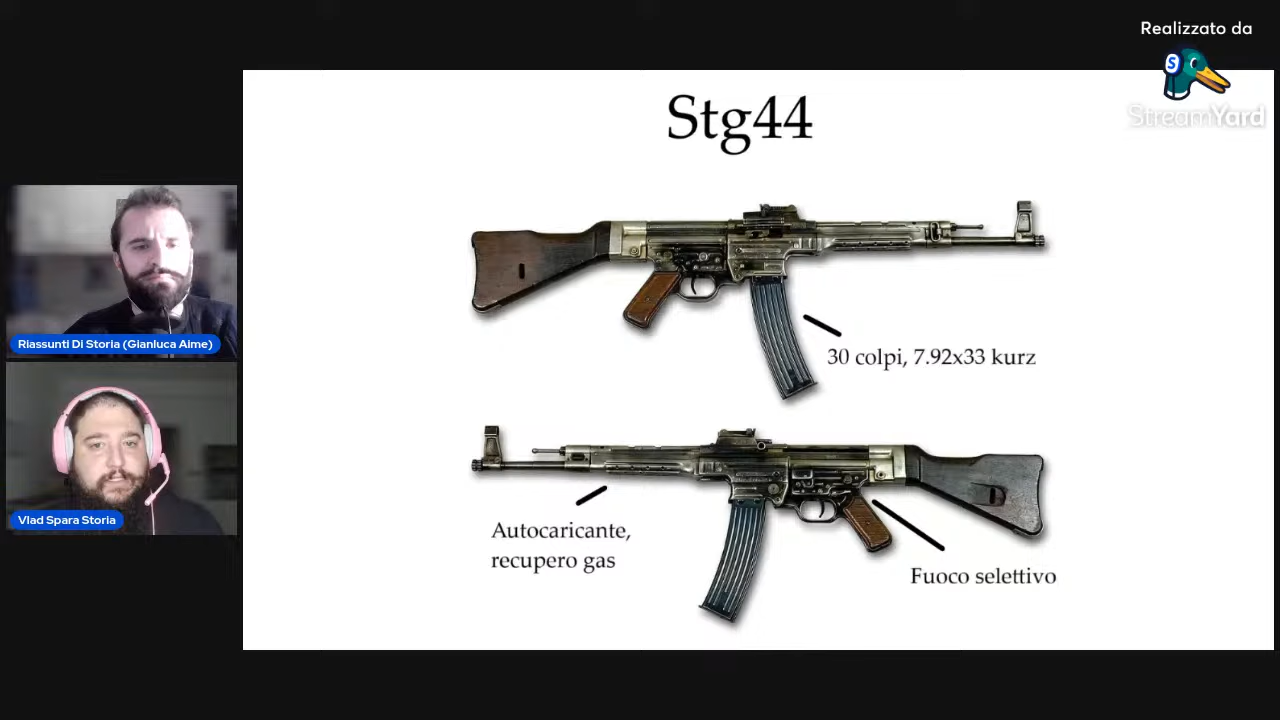 Realizzato da
StreamYard
Stg44
30 colpi, 7.92x33 kurz
Autocaricante,
recupero gas
Fuoco selettivo
Riassunti Di Storia (Gianluca Aime)
Vlad Spara Storia